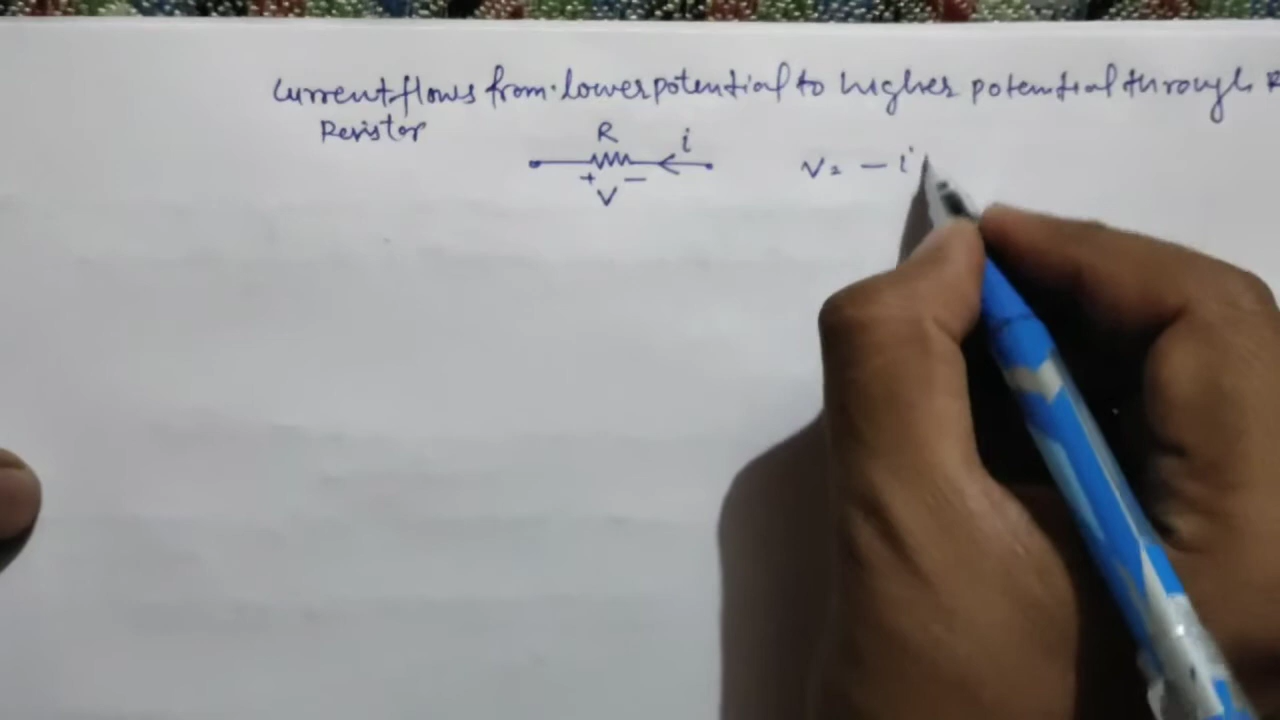 Current flows from lower potential to higher potential through R
Resistor
R
i
+ −
V
V = − i